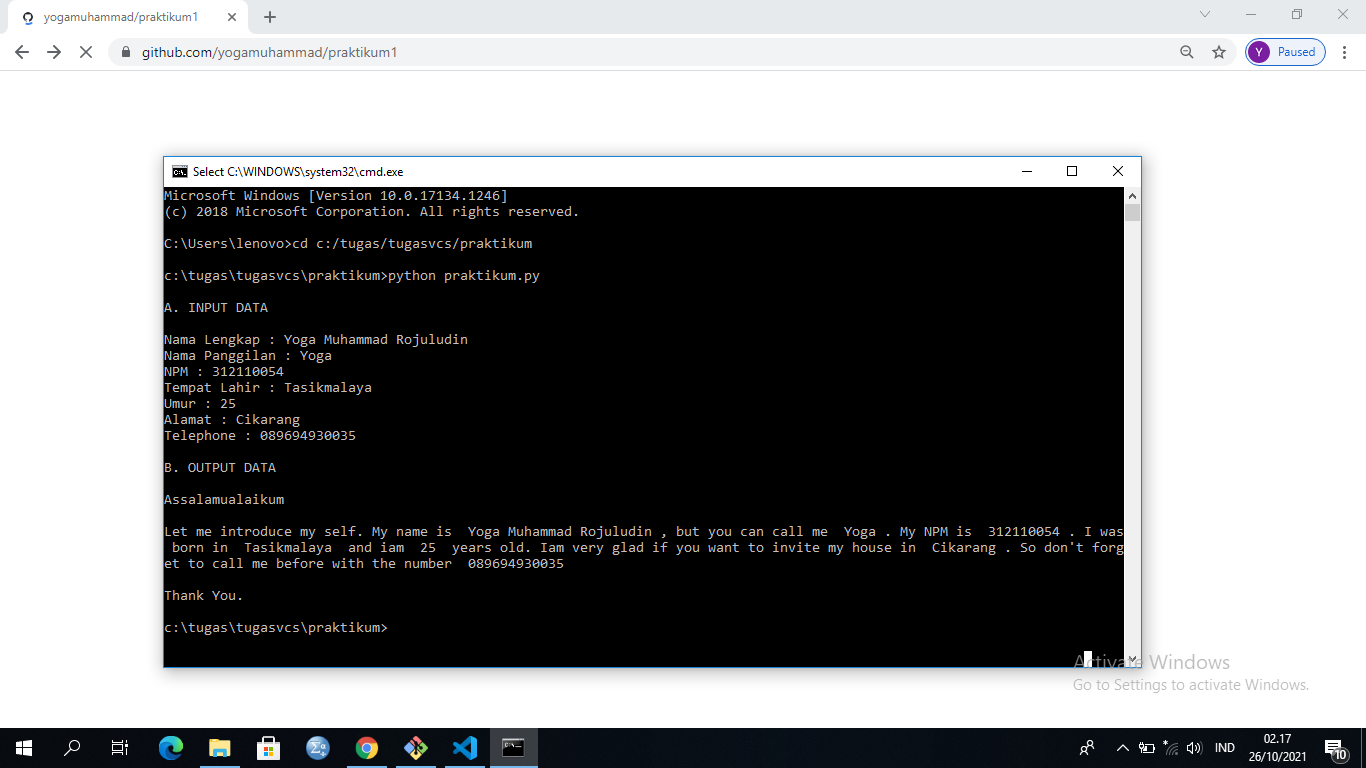 yogamuhammad/praktikum1
github.com/yogamuhammad/praktikum1
Y Paused
Select C:\WINDOWS\system32\cmd.exe
Microsoft Windows [Version 10.0.17134.1246]
(c) 2018 Microsoft Corporation. All rights reserved.
C:\Users\lenovo>cd c:/tugas/tugasvcs/praktikum
c:\tugas\tugasvcs\praktikum>python praktikum.py
A. INPUT DATA
Nama Lengkap : Yoga Muhammad Rojuludin
Nama Panggilan : Yoga
NPM : 312110054
Tempat Lahir : Tasikmalaya
Umur : 25
Alamat : Cikarang
Telephone : 089694930035
B. OUTPUT DATA
Assalamualaikum
Let me introduce my self. My name is  Yoga Muhammad Rojuludin , but you can call me  Yoga . My NPM is  312110054 . I was
 born in  Tasikmalaya  and iam  25  years old. Iam very glad if you want to invite my house in  Cikarang . So don't forg
et to call me before with the number  089694930035
Thank You.
c:\tugas\tugasvcs\praktikum>
Activate Windows
Go to Settings to activate Windows.
IND
02.17
26/10/2021
10